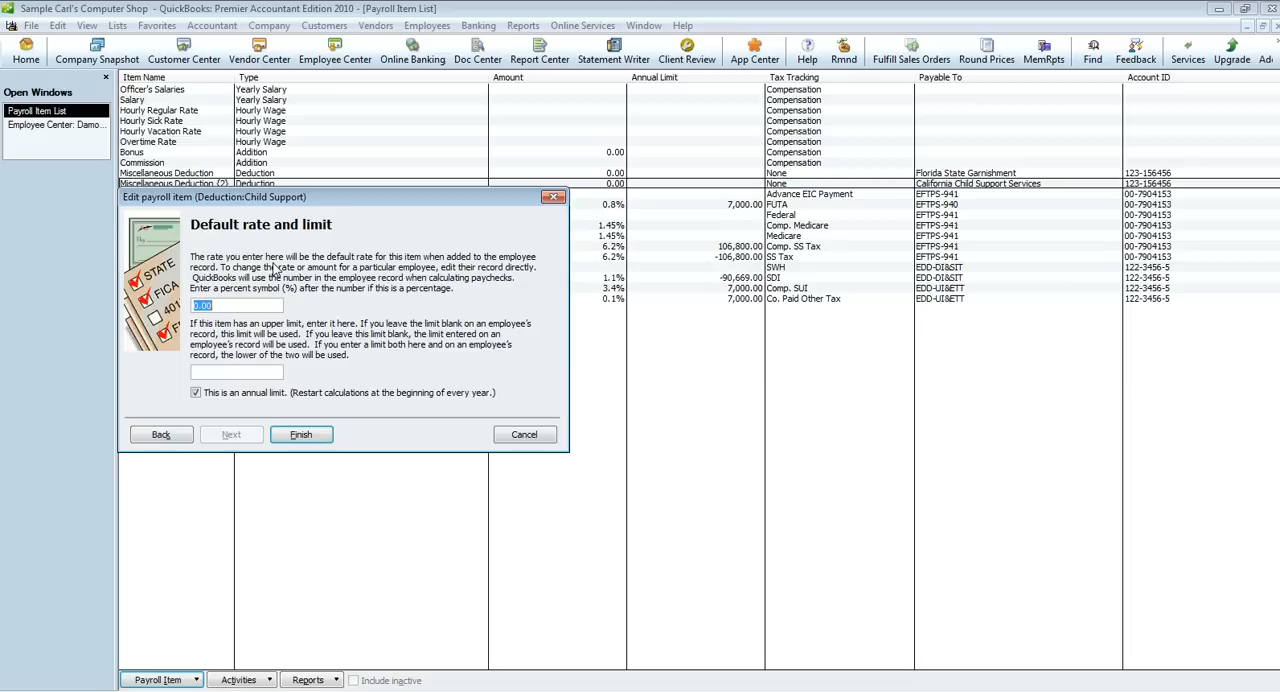 Sample Carl's Computer Shop - QuickBooks: Premier Accountant Edition 2010 - [Payroll Item List]
File Edit View Lists Favorites Accountant Company Customers Vendors Employees Banking Reports Online Services Window Help
Home Company Snapshot Customer Center Vendor Center Employee Center Online Banking Doc Center Report Center Statement Writer Client Review App Center Help Rmnd Fulfill Sales Orders Round Prices MemRpts Find Feedback Services Upgrade
Open Windows
Payroll Item List
Employee Center: Damo...
Item Name Type Amount Annual Limit Tax Tracking Payable To Account ID
Officer's Salaries Yearly Salary Compensation
Salary Yearly Salary Compensation
Hourly Regular Rate Hourly Wage Compensation
Hourly Sick Rate Hourly Wage Compensation
Hourly Vacation Rate Hourly Wage Compensation
Overtime Rate Hourly Wage Compensation
Bonus Addition 0.00 Compensation
Commission Addition Compensation
Miscellaneous Deduction Deduction 0.00 None Florida State Garnishment 123-156456
Miscellaneous Deduction (2) Deduction 0.00 None California Child Support Services 123-156456
Advance EIC Payment EFTPS-941 00-7904153
0.8% 7,000.00 FUTA EFTPS-940 00-7904153
Federal EFTPS-941 00-7904153
1.45% Comp. Medicare EFTPS-941 00-7904153
1.45% Medicare EFTPS-941 00-7904153
6.2% 106,800.00 Comp. SS Tax EFTPS-941 00-7904153
6.2% -106,800.00 SS Tax EFTPS-941 00-7904153
SWH EDD-DI&SIT 122-3456-5
1.1% -90,669.00 SDI EDD-DI&SIT 122-3456-5
3.4% 7,000.00 Comp. SUI EDD-UI&ETT 122-3456-5
0.1% 7,000.00 Co. Paid Other Tax EDD-UI&ETT 122-3456-5
Edit payroll item (Deduction:Child Support)
STATE
FICA
401
Default rate and limit
The rate you enter here will be the default rate for this item when added to the employee
record. To change the rate or amount for a particular employee, edit their record directly.
QuickBooks will use the number in the employee record when calculating paychecks.
Enter a percent symbol (%) after the number if this is a percentage.
0.00
If this item has an upper limit, enter it here. If you leave the limit blank on an employee's
record, this limit will be used. If you leave this limit blank, the limit entered on an
employee's record will be used. If you enter a limit both here and on an employee's
record, the lower of the two will be used.
This is an annual limit. (Restart calculations at the beginning of every year.)
Back Next Finish Cancel
Payroll Item Activities Reports Include inactive